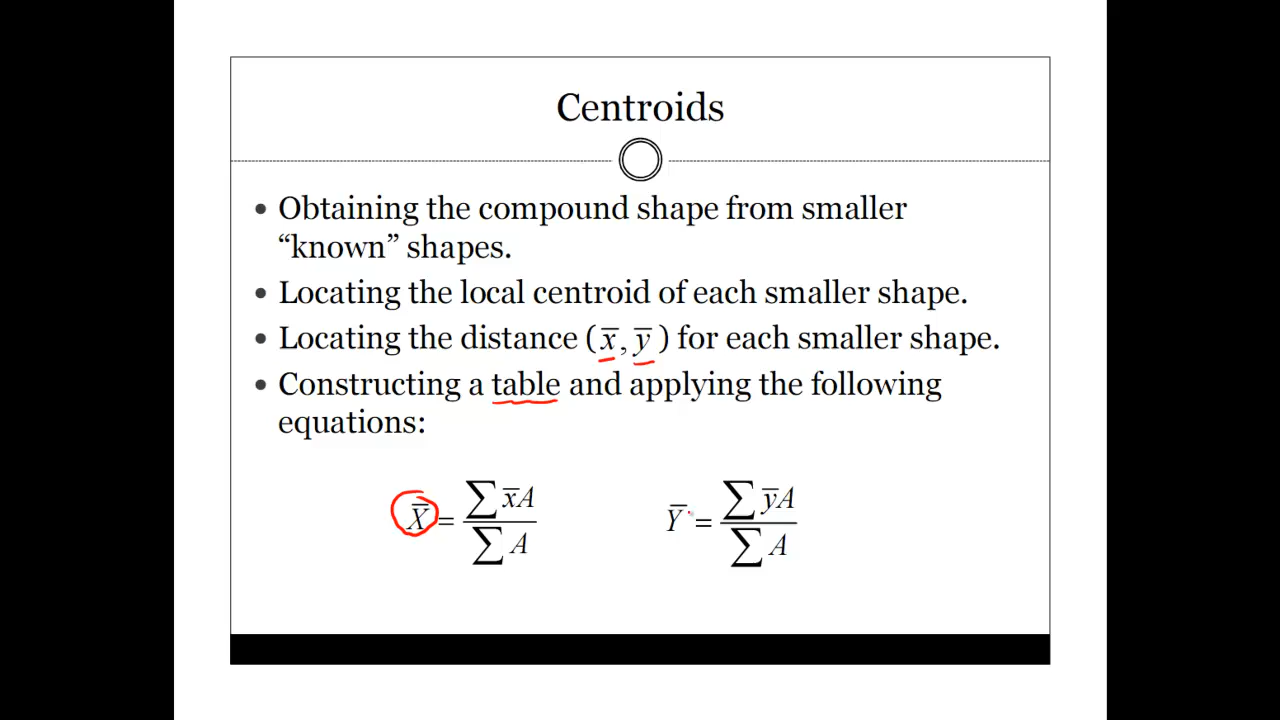 Centroids
• Obtaining the compound shape from smaller
“known” shapes.
• Locating the local centroid of each smaller shape.
• Locating the distance (x̅, y̅) for each smaller shape.
• Constructing a table and applying the following
equations:
X̅ = ∑ x̅A / ∑ A    Y̅ = ∑ y̅A / ∑ A